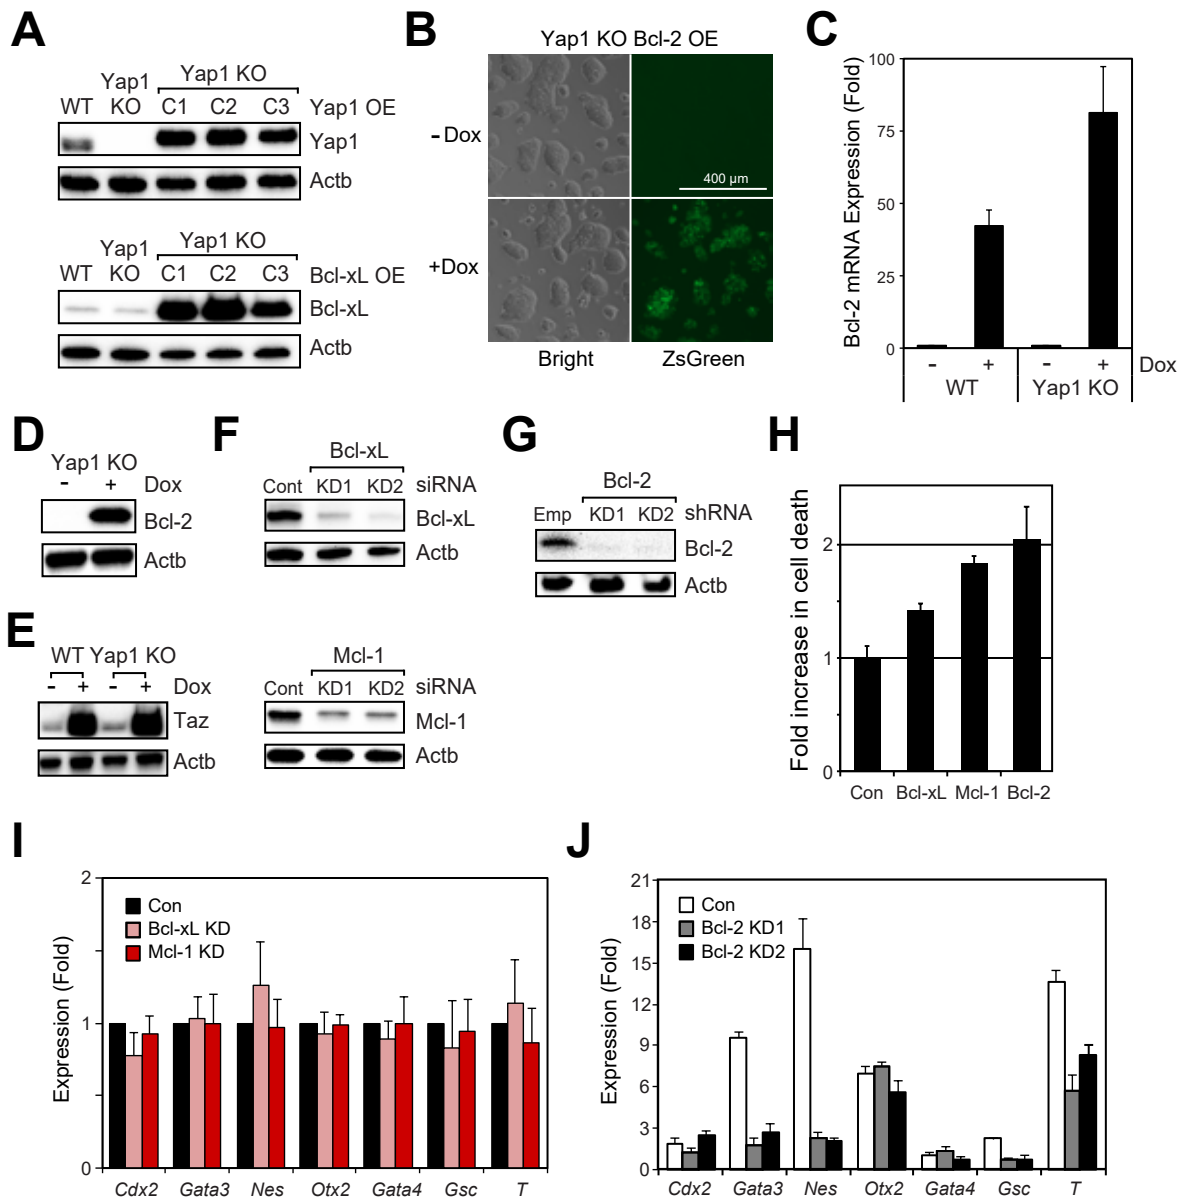 A
Yap1 KO
WT
Yap1
KO
C1 C2 C3
Yap1 OE
Yap1
Actb
Yap1 KO
WT
Yap1
KO
C1 C2 C3
Bcl-xL OE
Bcl-xL
Actb
B
Yap1 KO Bcl-2 OE
-Dox
400 µm
+Dox
Bright ZsGreen
C
Bcl-2 mRNA Expression (Fold)
100
75
50
25
0
- + - + Dox
WT Yap1 KO
D
Yap1 KO
- + Dox
Bcl-2
Actb
E
WT Yap1 KO
- + - + Dox
Taz
Actb
F
Bcl-xL
Cont KD1 KD2 siRNA
Bcl-xL
Actb
Mcl-1
Cont KD1 KD2 siRNA
Mcl-1
Actb
G
Bcl-2
Emp KD1 KD2 shRNA
Bcl-2
Actb
H
Fold increase in cell death
2
1
0
Con Bcl-xL Mcl-1 Bcl-2
I
Expression (Fold)
2
1
0
Con
Bcl-xL KD
Mcl-1 KD
Cdx2 Gata3 Nes Otx2 Gata4 Gsc T
J
Expression (Fold)
21
18
15
12
9
6
3
0
Con
Bcl-2 KD1
Bcl-2 KD2
Cdx2 Gata3 Nes Otx2 Gata4 Gsc T